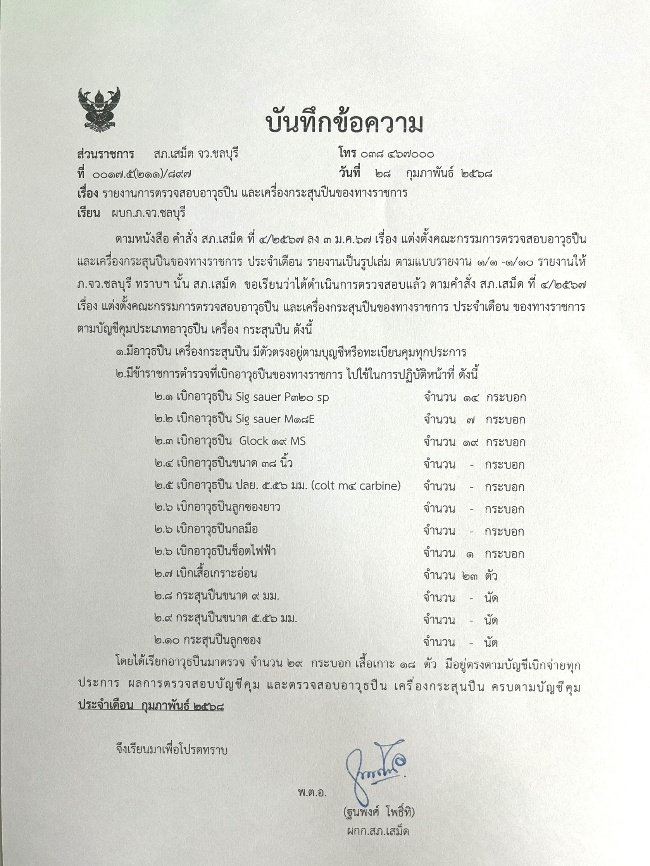 บันทึกข้อความ
ส่วนราชการ สภ.เสม็ด จว.ชลบุรี โทร ๐๓๘ ๔๖๗๐๐๐
ที่ ๐๐๑๗.๕(๒๑๑)/๘๙๗ วันที่ ๒๘ กุมภาพันธ์ ๒๕๖๘
เรื่อง รายงานการตรวจสอบอาวุธปืน และเครื่องกระสุนปืนของทางราชการ
เรียน ผบก.ภ.จว.ชลบุรี
ตามหนังสือ คำสั่ง สภ.เสม็ด ที่ ๔/๒๕๖๗ ลง ๓ ม.ค.๖๗ เรื่อง แต่งตั้งคณะกรรมการตรวจสอบอาวุธปืน
และเครื่องกระสุนปืนของทางราชการ ประจำเดือน รายงานเป็นรูปเล่ม ตามแบบรายงาน ๑/๑ -๑/๑๐ รายงานให้
ภ.จว.ชลบุรี ทราบฯ นั้น สภ.เสม็ด ขอเรียนว่าได้ดำเนินการตรวจสอบแล้ว ตามคำสั่ง สภ.เสม็ด ที่ ๔/๒๕๖๗
เรื่อง แต่งตั้งคณะกรรมการตรวจสอบอาวุธปืน และเครื่องกระสุนปืนของทางราชการ ประจำเดือน ของทางราชการ
ตามบัญชีคุมประเภทอาวุธปืน เครื่อง กระสุนปืน ดังนี้
๑.มีอาวุธปืน เครื่องกระสุนปืน มีตัวตรงอยู่ตามบุญชีหรือทะเบียนคุมทุกประการ
๒.มีข้าราชการตำรวจที่เบิกอาวุธปืนของทางราชการ ไปใช้ในการปฏิบัติหน้าที่ ดังนี้
๒.๑ เบิกอาวุธปืน Sig sauer P๓๒๐ sp จำนวน ๑๔ กระบอก
๒.๒ เบิกอาวุธปืน Sig sauer M๑๘E จำนวน ๗ กระบอก
๒.๓ เบิกอาวุธปืน Glock ๑๙ MS จำนวน ๑๙ กระบอก
๒.๔ เบิกอาวุธปืนขนาด ๓๘ นิ้ว จำนวน - กระบอก
๒.๕ เบิกอาวุธปืน ปลย. ๕.๕๖ มม. (colt m๔ carbine) จำนวน - กระบอก
๒.๖ เบิกอาวุธปืนลูกซองยาว จำนวน - กระบอก
๒.๖ เบิกอาวุธปืนกลมือ จำนวน - กระบอก
๒.๖ เบิกอาวุธปืนช็อตไฟฟ้า จำนวน ๑ กระบอก
๒.๗ เบิกเสื้อเกราะอ่อน จำนวน ๒๓ ตัว
๒.๘ กระสุนปืนขนาด ๙ มม. จำนวน - นัด
๒.๙ กระสุนปืนขนาด ๕.๕๖ มม. จำนวน - นัด
๒.๑๐ กระสุนปืนลูกซอง จำนวน - นัด
โดยได้เรียกอาวุธปืนมาตรวจ จำนวน ๒๙ กระบอก เสื้อเกาะ ๑๘ ตัว มีอยู่ตรงตามบัญชีเบิกจ่ายทุก
ประการ ผลการตรวจสอบบัญชีคุม และตรวจสอบอาวุธปืน เครื่องกระสุนปืน ครบตามบัญชีคุม
ประจำเดือน กุมภาพันธ์ ๒๕๖๘
จึงเรียนมาเพื่อโปรดทราบ
พ.ต.อ.
(ฐนพงศ์ โพธิ์ทิ)
ผกก.สภ.เสม็ด